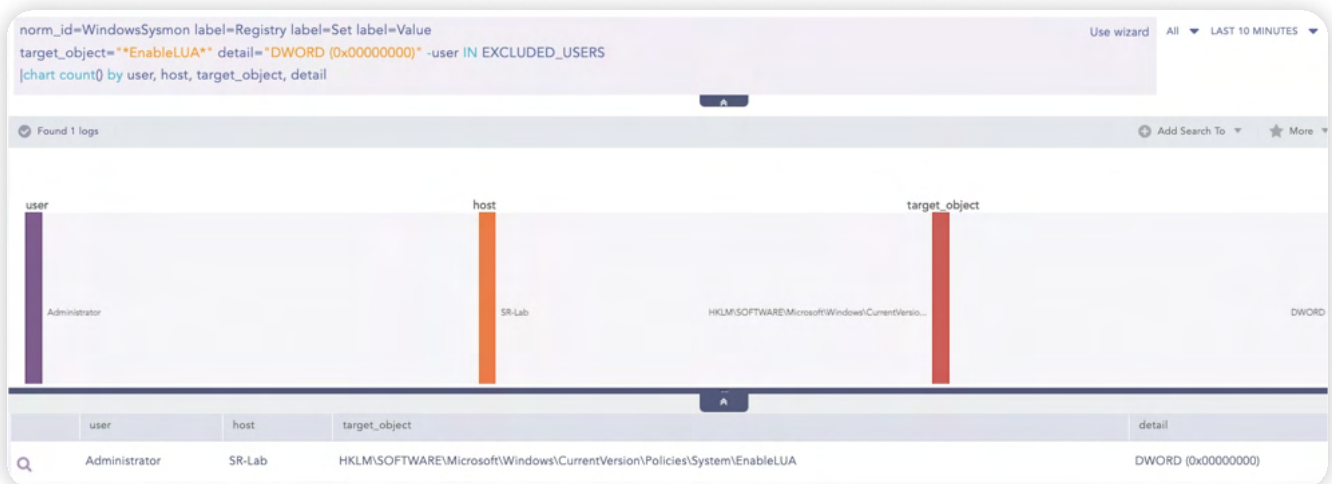 norm_id=WindowsSysmon label=Registry label=Set label=Value
target_object="*EnableLUA*" detail="DWORD (0x00000000)" -user IN EXCLUDED_USERS
|chart count() by user, host, target_object, detail
Use wizard All LAST 10 MINUTES
Found 1 logs
Add Search To More
user host target_object
Administrator SR-Lab HKLM\SOFTWARE\Microsoft\Windows\CurrentVersio... DWORD
user host target_object detail
Administrator SR-Lab HKLM\SOFTWARE\Microsoft\Windows\CurrentVersion\Policies\System\EnableLUA DWORD (0x00000000)